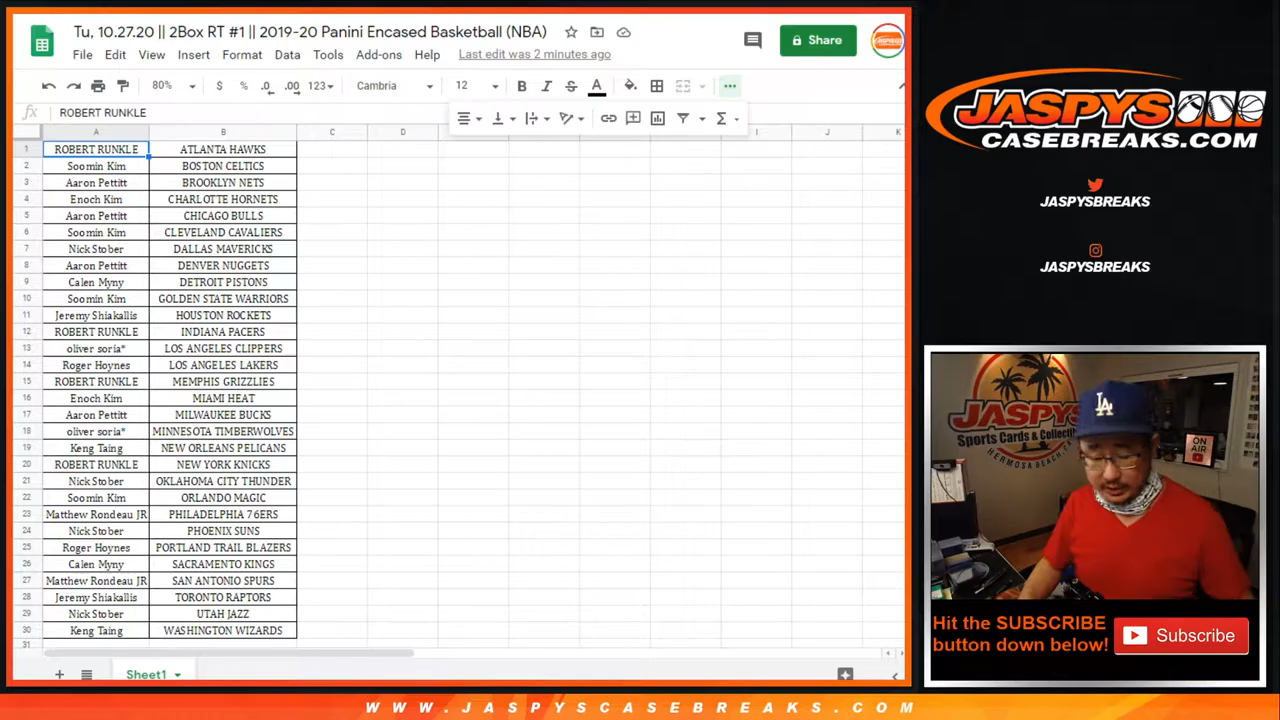 Tu, 10.27.20 || 2Box RT #1 || 2019-20 Panini Encased Basketball (NBA)
File Edit View Insert Format Data Tools Add-ons Help Last edit was 2 minutes ago
Share
80% $ % .0 .00 123 Cambria 12 B I S A
fx ROBERT RUNKLE
A B C D I J K
1 ROBERT RUNKLE ATLANTA HAWKS
2 Soomin Kim BOSTON CELTICS
3 Aaron Pettitt BROOKLYN NETS
4 Enoch Kim CHARLOTTE HORNETS
5 Aaron Pettitt CHICAGO BULLS
6 Soomin Kim CLEVELAND CAVALIERS
7 Nick Stober DALLAS MAVERICKS
8 Aaron Pettitt DENVER NUGGETS
9 Calen Myny DETROIT PISTONS
10 Soomin Kim GOLDEN STATE WARRIORS
11 Jeremy Shiakallis HOUSTON ROCKETS
12 ROBERT RUNKLE INDIANA PACERS
13 oliver soria* LOS ANGELES CLIPPERS
14 Roger Hoynes LOS ANGELES LAKERS
15 ROBERT RUNKLE MEMPHIS GRIZZLIES
16 Enoch Kim MIAMI HEAT
17 Aaron Pettitt MILWAUKEE BUCKS
18 oliver soria* MINNESOTA TIMBERWOLVES
19 Keng Taing NEW ORLEANS PELICANS
20 ROBERT RUNKLE NEW YORK KNICKS
21 Nick Stober OKLAHOMA CITY THUNDER
22 Soomin Kim ORLANDO MAGIC
23 Matthew Rondeau JR PHILADELPHIA 76ERS
24 Nick Stober PHOENIX SUNS
25 Roger Hoynes PORTLAND TRAIL BLAZERS
26 Calen Myny SACRAMENTO KINGS
27 Matthew Rondeau JR SAN ANTONIO SPURS
28 Jeremy Shiakallis TORONTO RAPTORS
29 Nick Stober UTAH JAZZ
30 Keng Taing WASHINGTON WIZARDS
31
Sheet1
JASPYS
CASEBREAKS.COM
JASPYSBREAKS
JASPYSBREAKS
JASPYS
Sports Cards & Collectibles
HERMOSA BEACH
LA
ON AIR
Hit the SUBSCRIBE
button down below!
Subscribe
WWW.JASPYSCASEBREAKS.COM